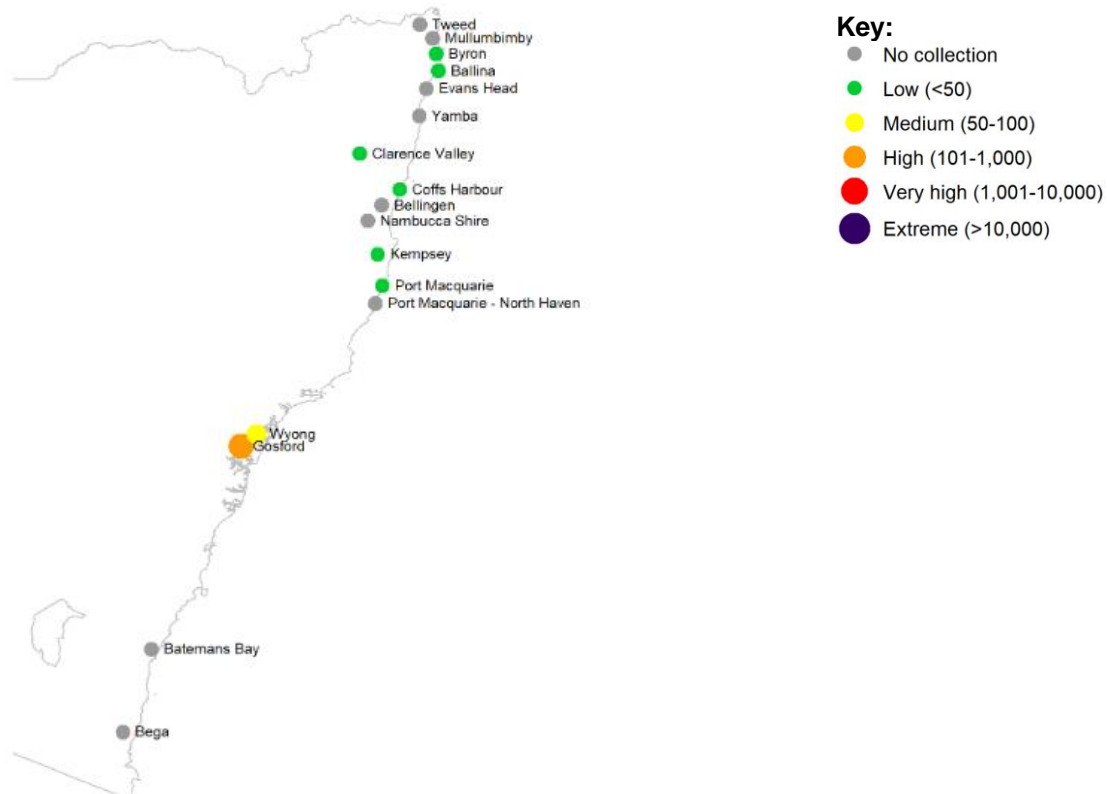 Tweed
Mullumbimby
Byron
Ballina
Evans Head
Yamba
Clarence Valley
Coffs Harbour
Bellingen
Nambucca Shire
Kempsey
Port Macquarie
Port Macquarie - North Haven
Wyong
Gosford
Batemans Bay
Bega
Key:
No collection
Low (<50)
Medium (50-100)
High (101-1,000)
Very high (1,001-10,000)
Extreme (>10,000)